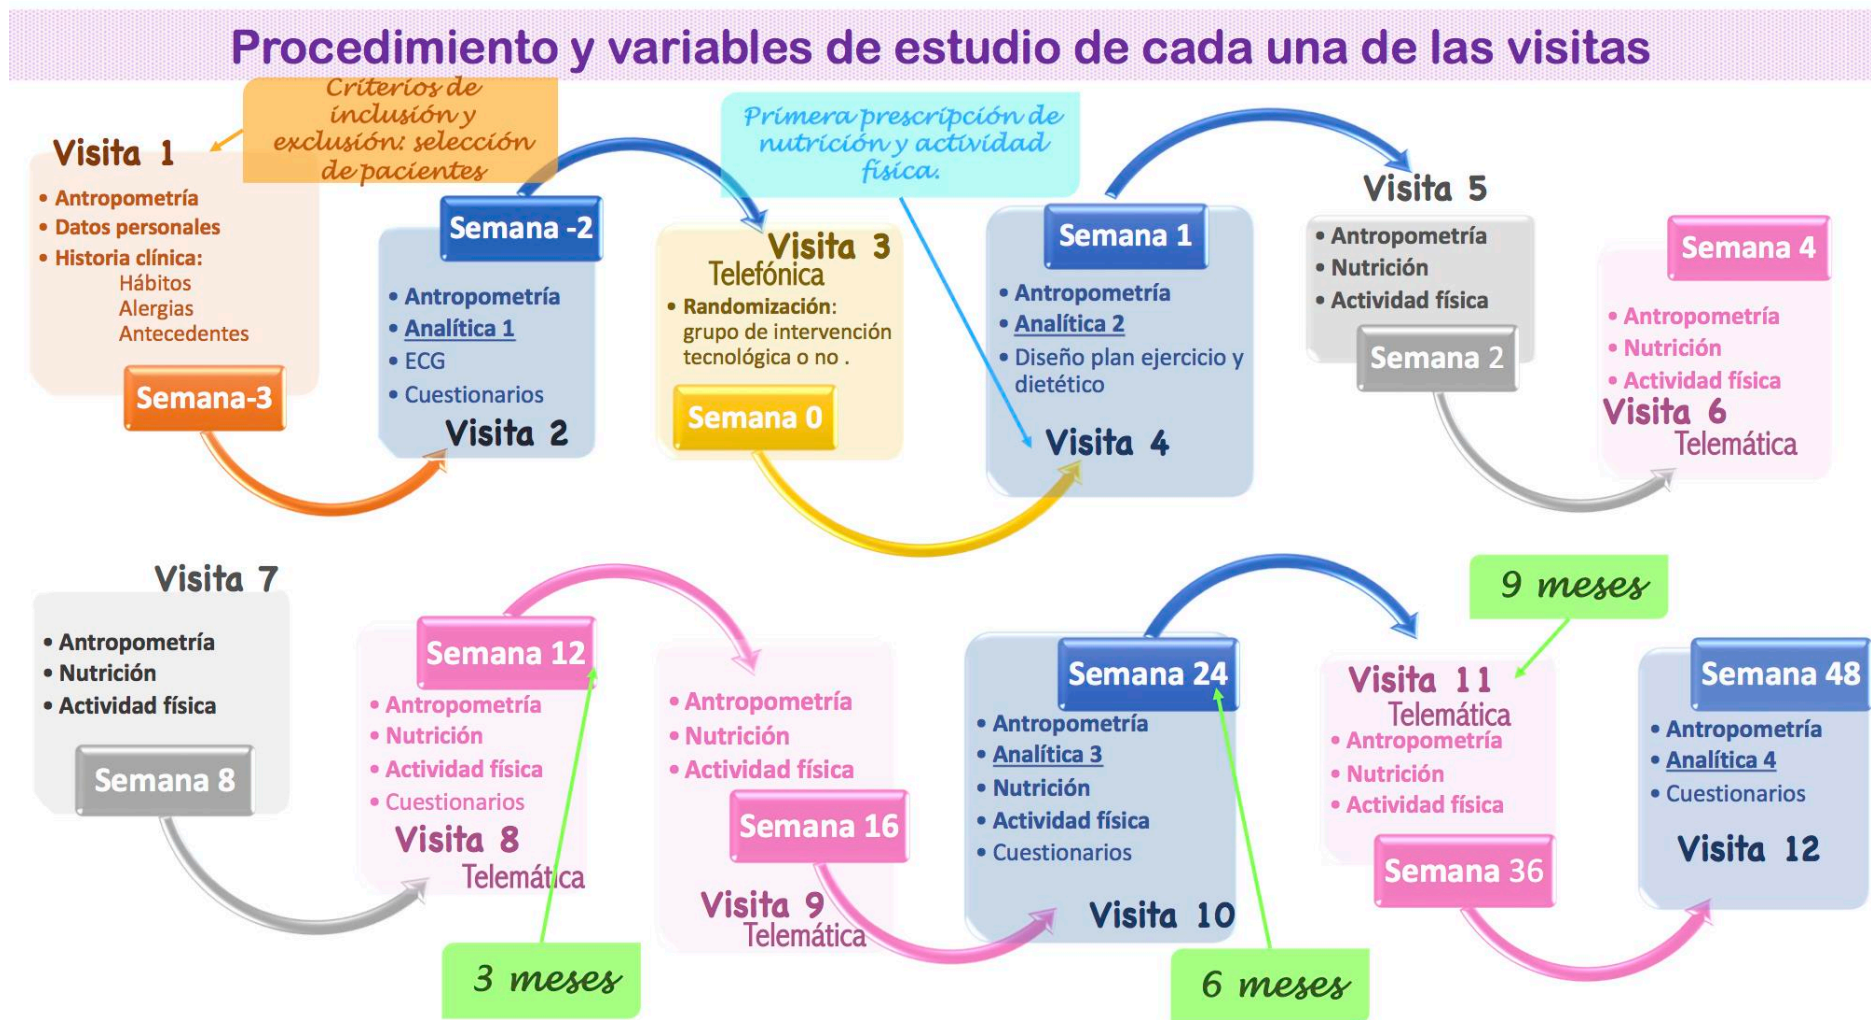 Procedimiento y variables de estudio de cada una de las visitas
Criterios de
inclusión y
exclusión: selección
de pacientes
Visita 1
• Antropometría
• Datos personales
• Historia clínica:
Hábitos
Alergias
Antecedentes
Semana-3
Semana -2
• Antropometría
• Analítica 1
• ECG
• Cuestionarios
Visita 2
Visita 3
Telefónica
• Randomización:
grupo de intervención
tecnológica o no .
Semana 0
Primera prescripción de
nutrición y actividad
física.
Semana 1
• Antropometría
• Analítica 2
• Diseño plan ejercicio y
dietético
Visita 4
Visita 5
• Antropometría
• Nutrición
• Actividad física
Semana 2
Semana 4
• Antropometría
• Nutrición
• Actividad física
Visita 6
Telemática
Visita 7
• Antropometría
• Nutrición
• Actividad física
Semana 8
Semana 12
• Antropometría
• Nutrición
• Actividad física
• Cuestionarios
Visita 8
Telemática
3 meses
• Antropometría
• Nutrición
• Actividad física
Semana 16
Visita 9
Telemática
Semana 24
• Antropometría
• Analítica 3
• Nutrición
• Actividad física
• Cuestionarios
Visita 10
6 meses
9 meses
Visita 11
Telemática
• Antropometría
• Nutrición
• Actividad física
Semana 36
Semana 48
• Antropometría
• Analítica 4
• Cuestionarios
Visita 12